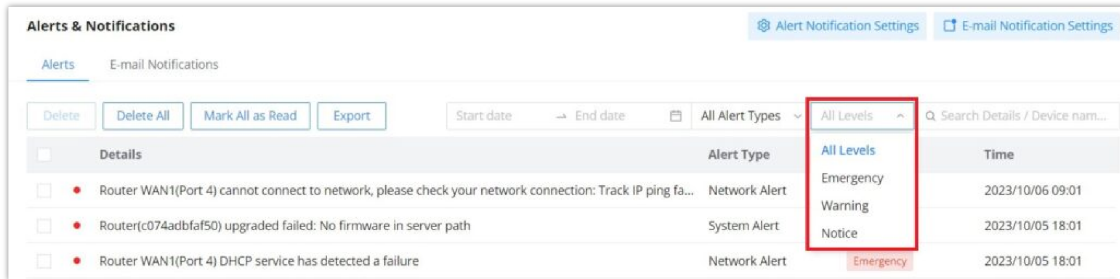 Alerts & Notifications
Alert Notification Settings
E-mail Notification Settings
Alerts
E-mail Notifications
Delete
Delete All
Mark All as Read
Export
Start date
End date
All Alert Types
All Levels
Search Details / Device nam...
Details
Alert Type
All Levels
Time
Router WAN1(Port 4) cannot connect to network, please check your network connection: Track IP ping fa...
Network Alert
Emergency
2023/10/06 09:01
Warning
Router(c074adbfaf50) upgraded failed: No firmware in server path
System Alert
2023/10/05 18:01
Notice
Router WAN1(Port 4) DHCP service has detected a failure
Network Alert
Emergency
2023/10/05 18:01